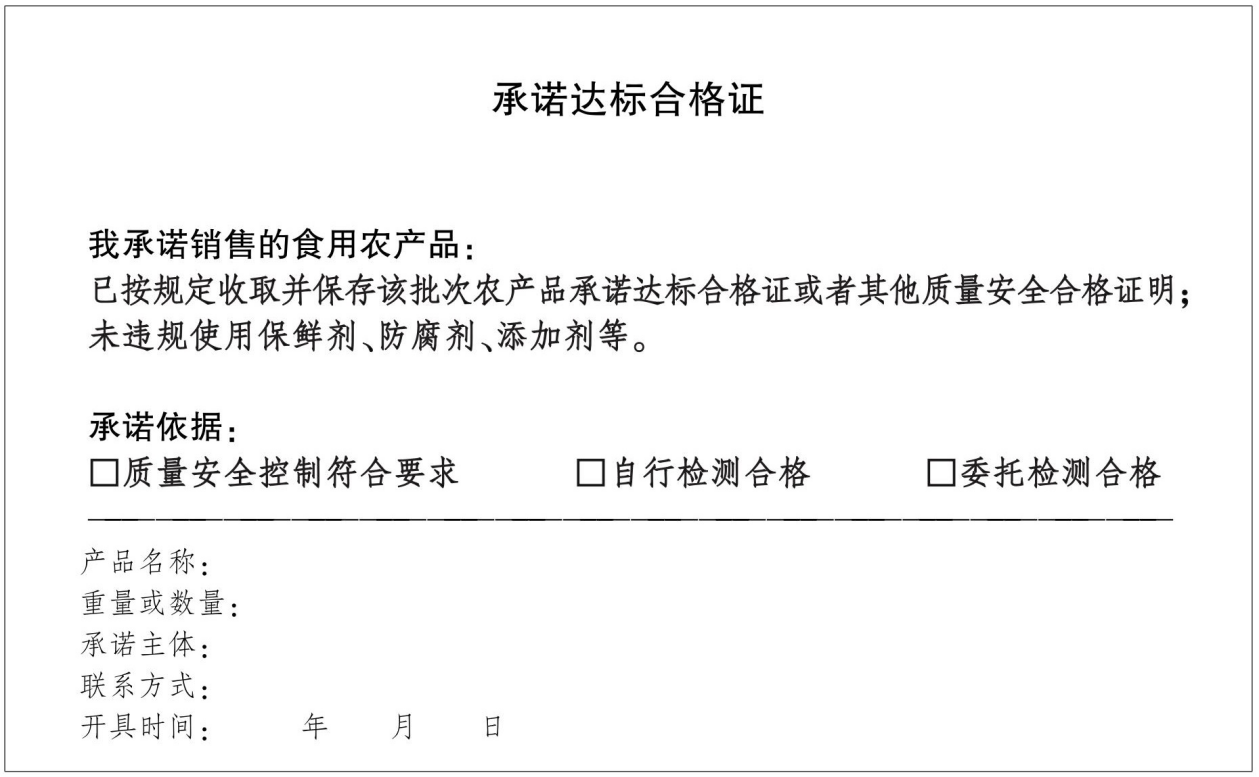 承诺达标合格证
我承诺销售的食用农产品：
已按规定收取并保存该批次农产品承诺达标合格证或者其他质量安全合格证明；
未违规使用保鲜剂、防腐剂、添加剂等。
承诺依据：
□质量安全控制符合要求 □自行检测合格 □委托检测合格
产品名称：
重量或数量：
承诺主体：
联系方式：
开具时间： 年 月 日